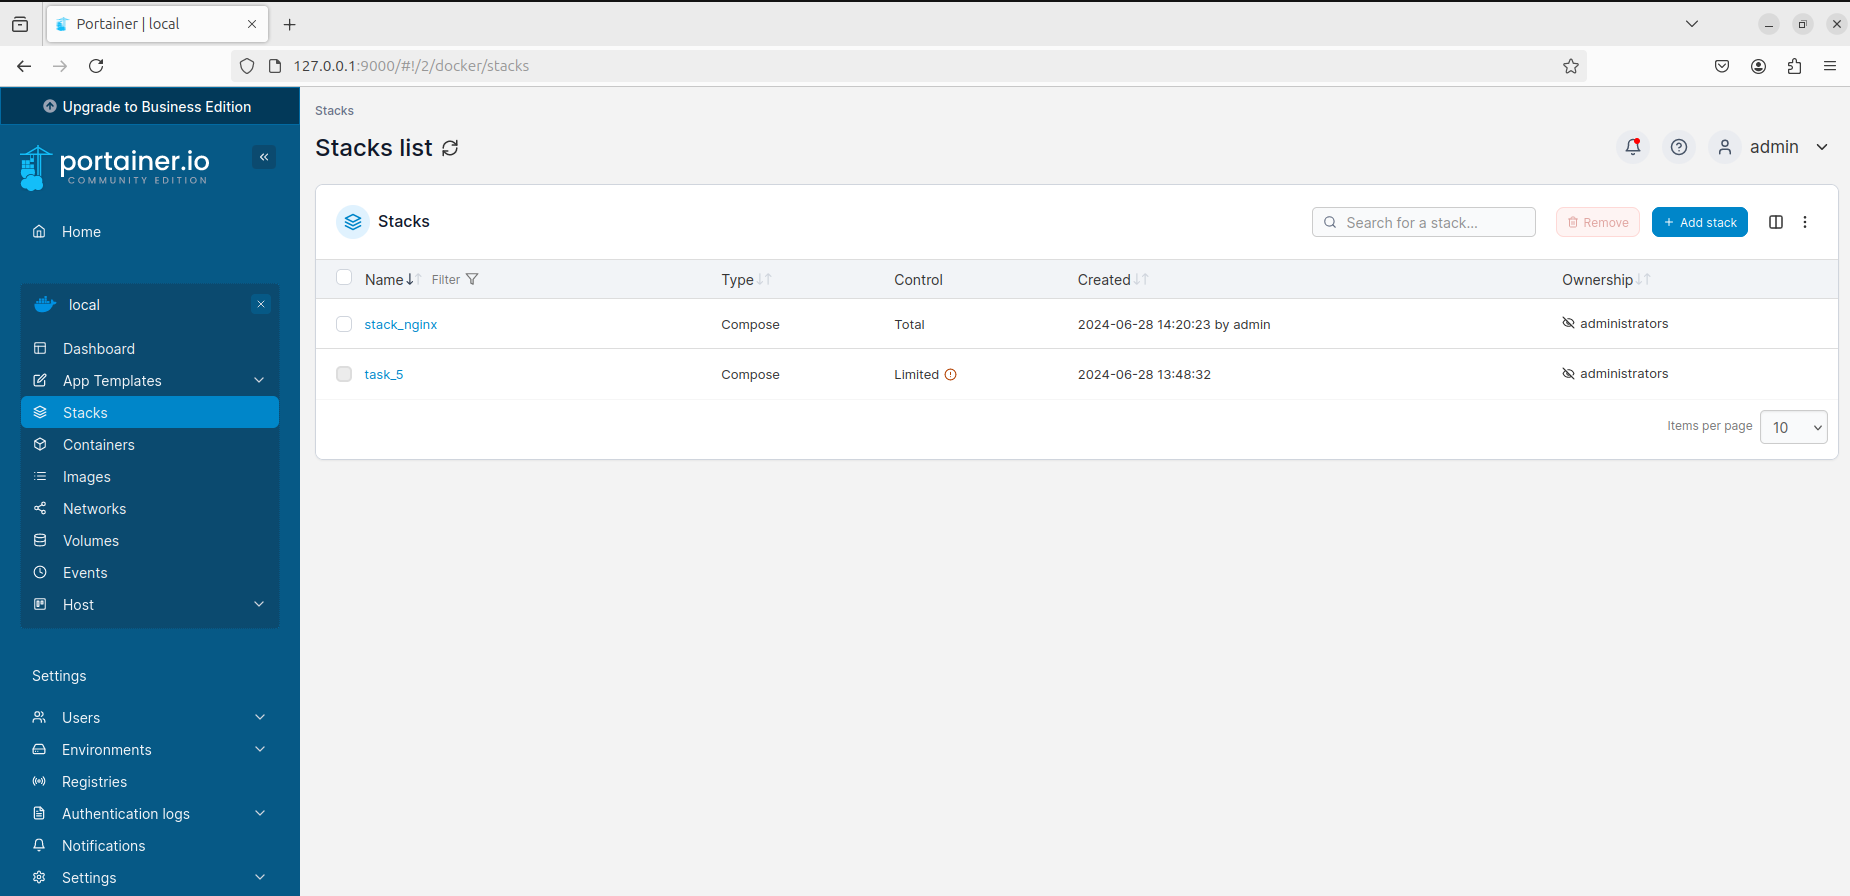 Portainer | local
127.0.0.1:9000/#!/2/docker/stacks
Upgrade to Business Edition
portainer.io
COMMUNITY EDITION
Home
local
Dashboard
App Templates
Stacks
Containers
Images
Networks
Volumes
Events
Host
Settings
Users
Environments
Registries
Authentication logs
Notifications
Settings
Stacks
Stacks list
admin
Stacks
Search for a stack...
Remove
+ Add stack
Name Filter Type Control Created Ownership
stack_nginx Compose Total 2024-06-28 14:20:23 by admin administrators
task_5 Compose Limited 2024-06-28 13:48:32 administrators
Items per page 10